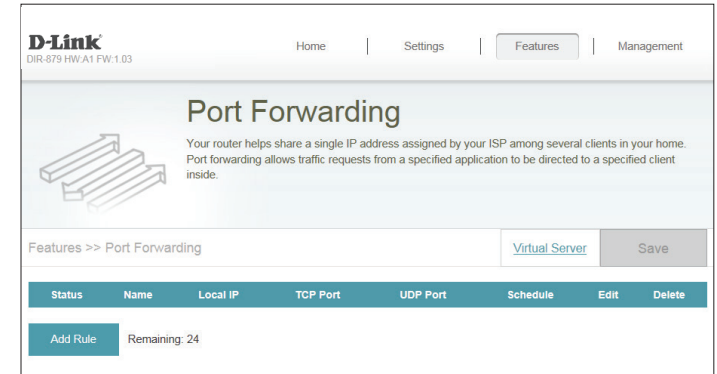 D-Link
DIR-879 HW:A1 FW:1.03
Home | Settings | Features | Management
Port Forwarding
Your router helps share a single IP address assigned by your ISP among several clients in your home.
Port forwarding allows traffic requests from a specified application to be directed to a specified client
inside.
Features >> Port Forwarding Virtual Server Save
Status Name Local IP TCP Port UDP Port Schedule Edit Delete
Add Rule Remaining: 24